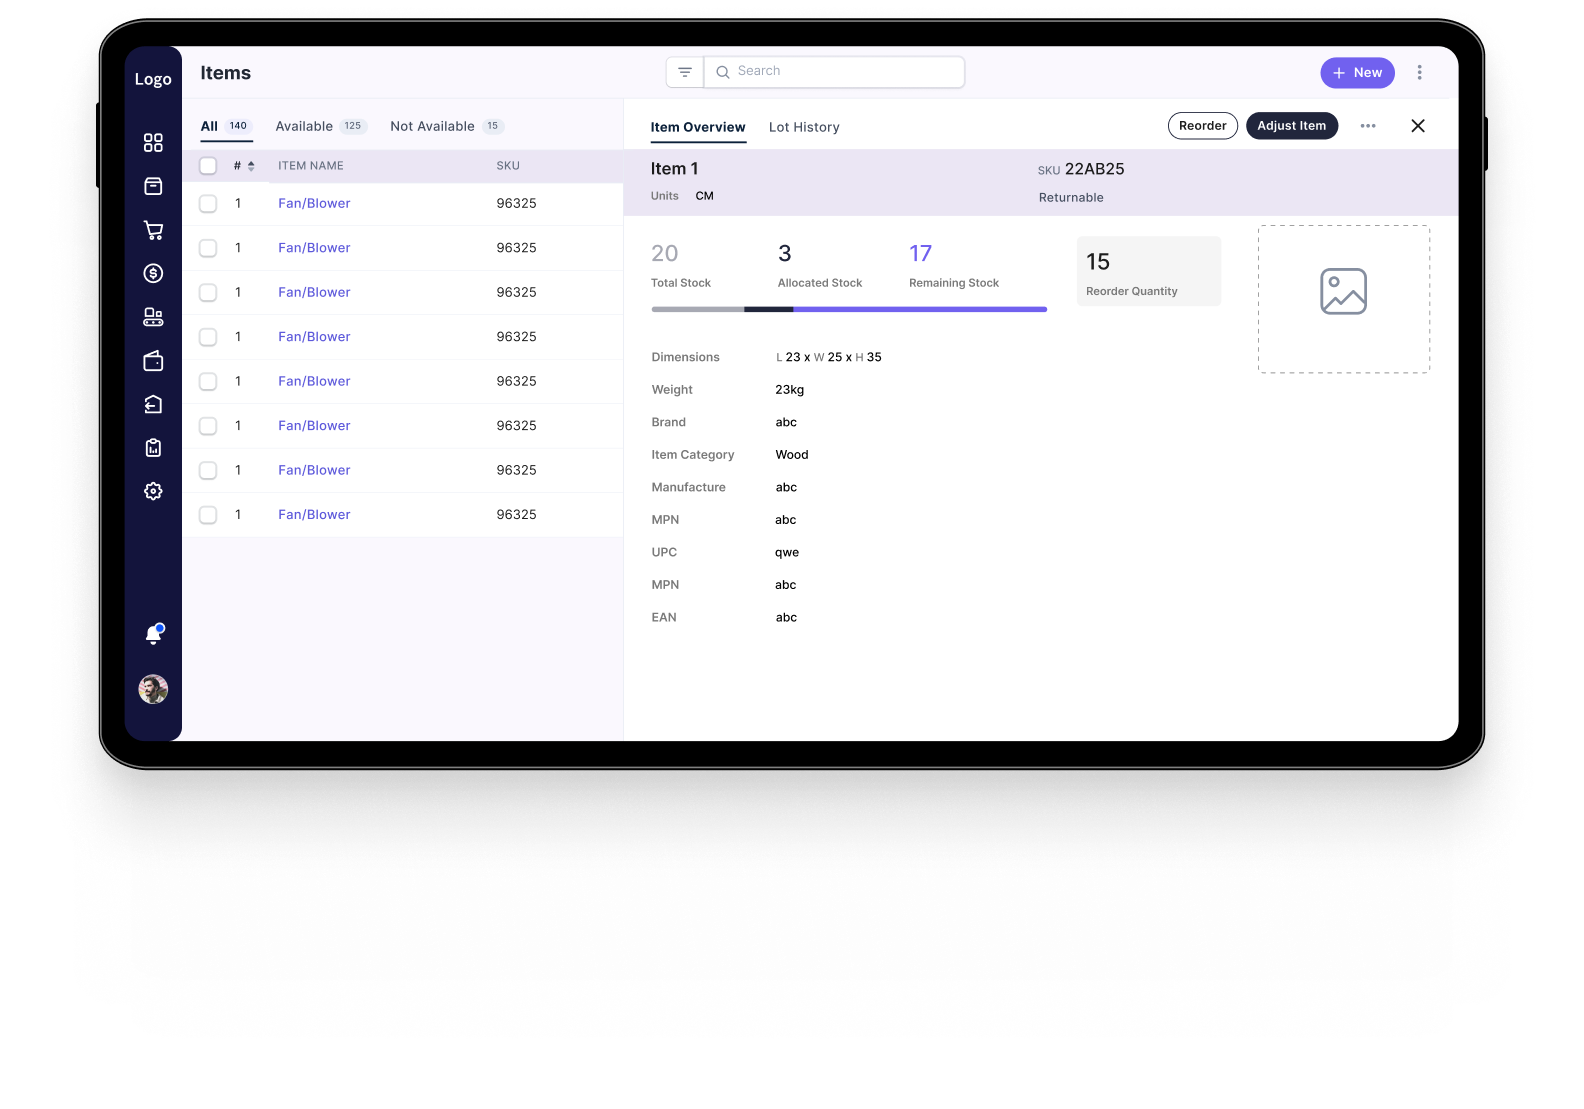 Logo
Items
Search
+ New
All 140 Available 125 Not Available 15
# ITEM NAME SKU
1 Fan/Blower 96325
1 Fan/Blower 96325
1 Fan/Blower 96325
1 Fan/Blower 96325
1 Fan/Blower 96325
1 Fan/Blower 96325
1 Fan/Blower 96325
1 Fan/Blower 96325
Item Overview Lot History
Reorder Adjust Item
Item 1 SKU 22AB25
Units CM Returnable
20 3 17 15
Total Stock Allocated Stock Remaining Stock Reorder Quantity
Dimensions L 23 x W 25 x H 35
Weight 23kg
Brand abc
Item Category Wood
Manufacture abc
MPN abc
UPC qwe
MPN abc
EAN abc